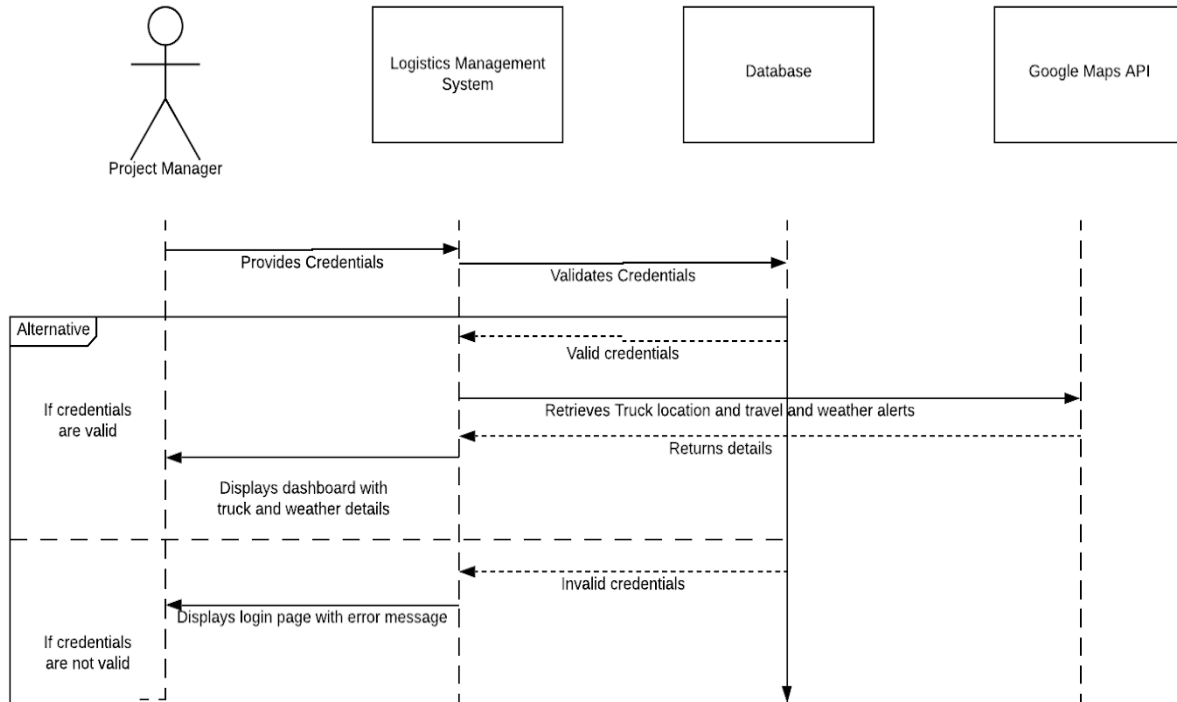 Logistics Management
System
Database
Google Maps API
Project Manager
Provides Credentials
Validates Credentials
Alternative
Valid credentials
If credentials
are valid
Retrieves Truck location and travel and weather alerts
Returns details
Displays dashboard with
truck and weather details
Invalid credentials
Displays login page with error message
If credentials
are not valid